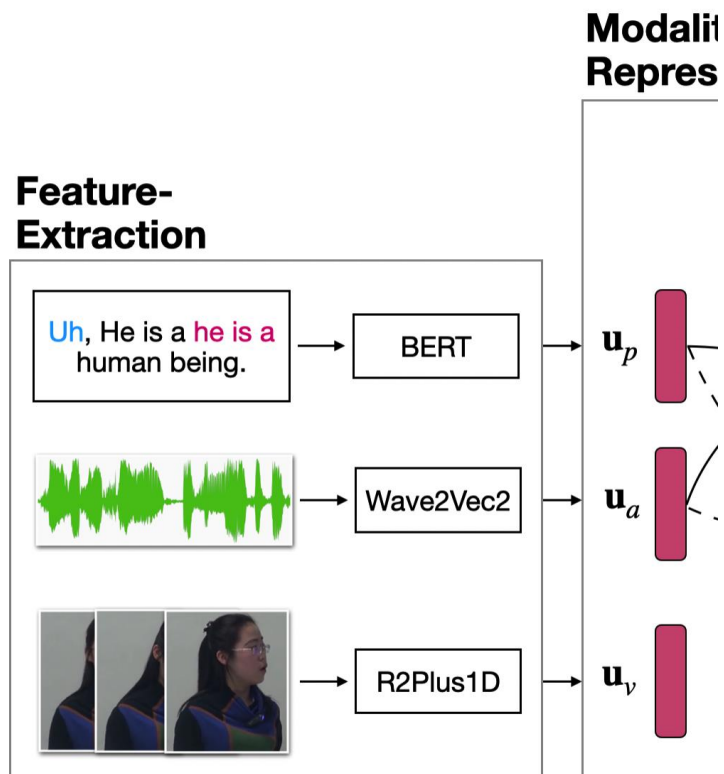 Modalit
Repres
Feature-
Extraction
Uh, He is a he is a
human being.
BERT
u_p
Wave2Vec2
u_a
R2Plus1D
u_v